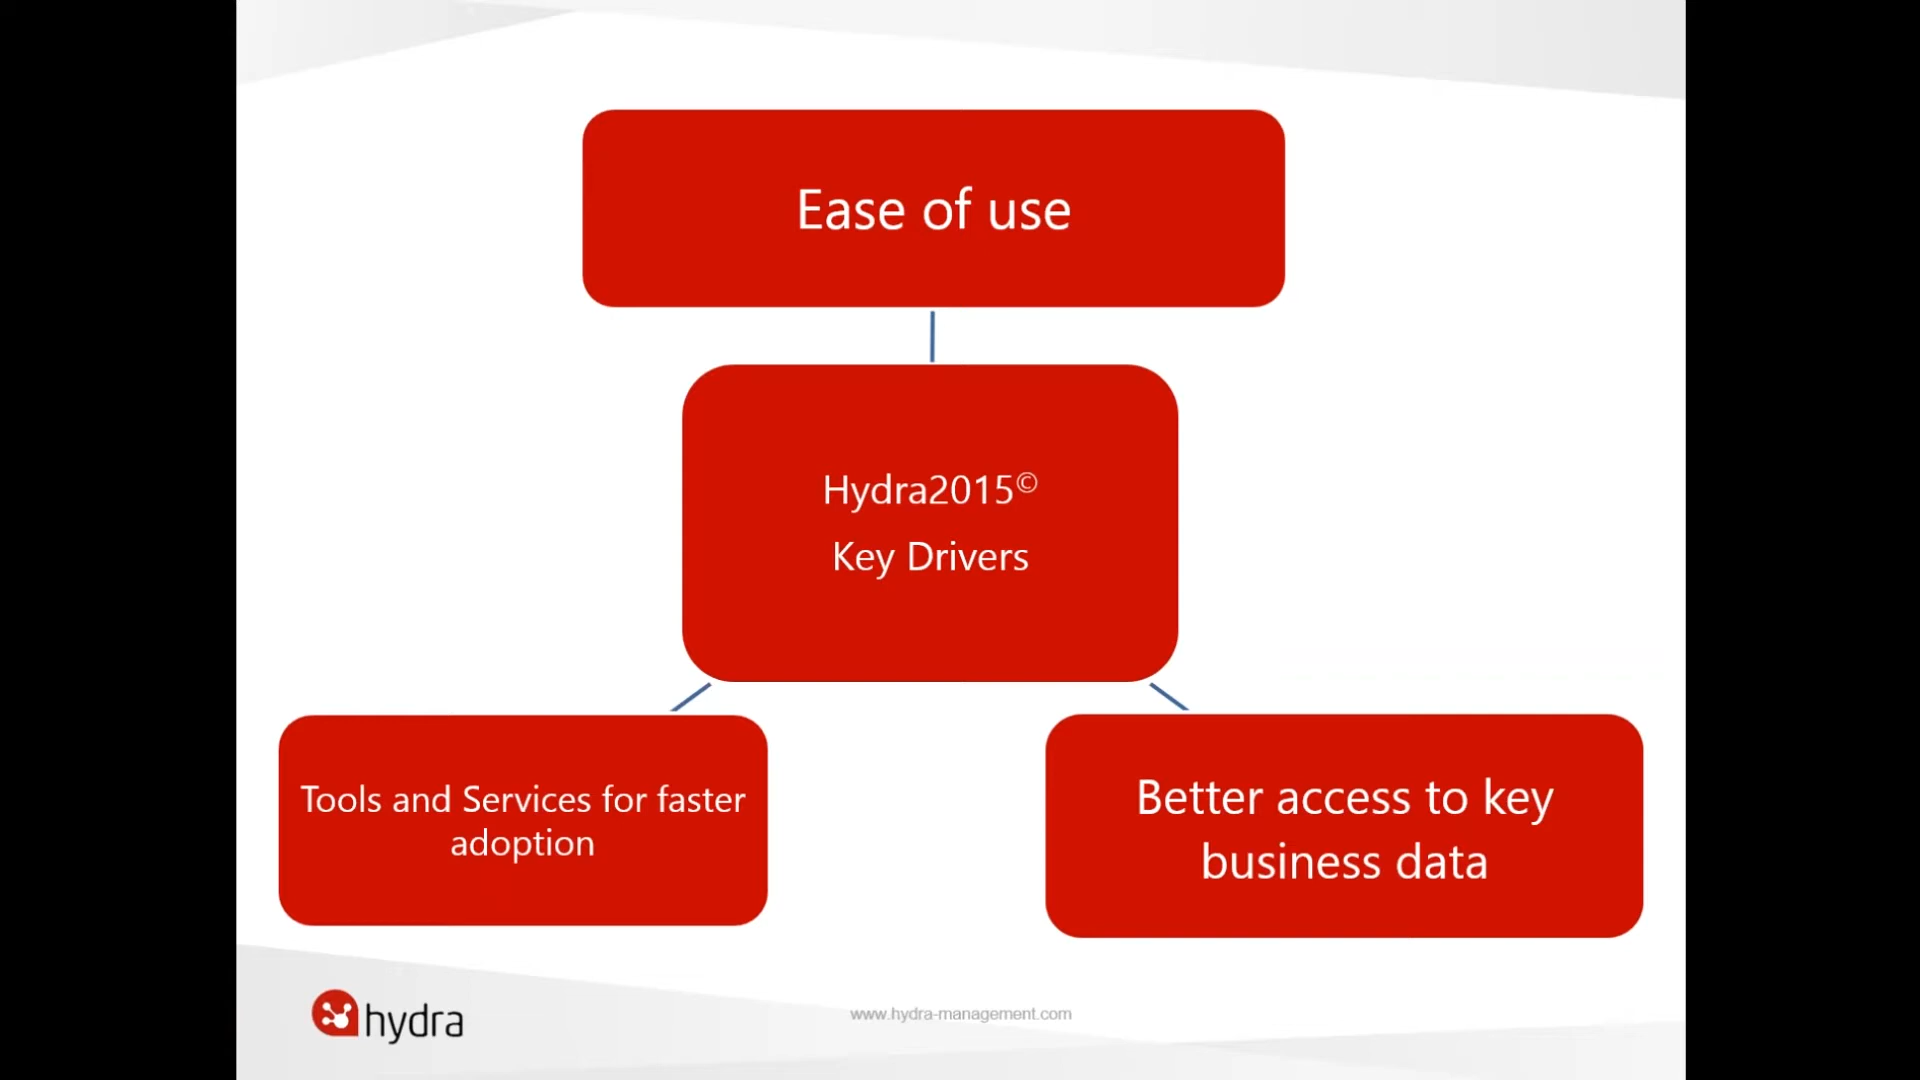 Ease of use
Hydra2015©
Key Drivers
Tools and Services for faster
adoption
Better access to key
business data
hydra
www.hydra-management.com